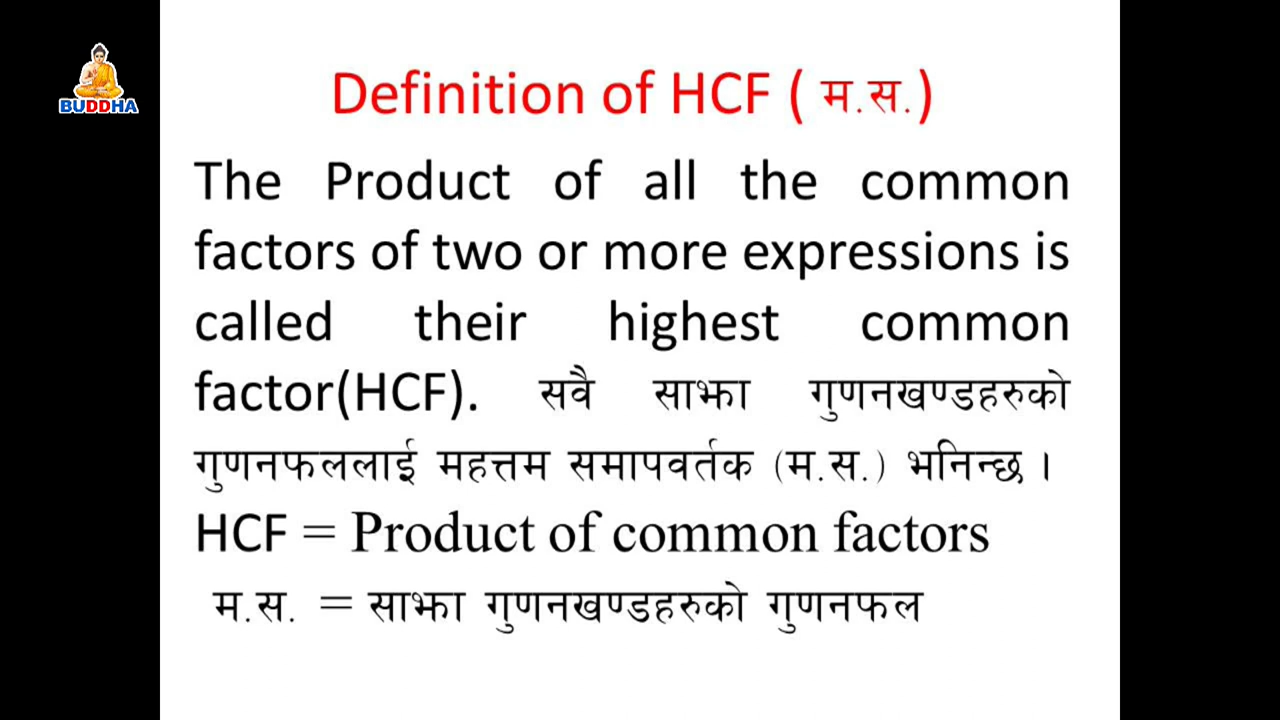 BUDDHA
Definition of HCF ( म.स.)
The Product of all the common
factors of two or more expressions is
called their highest common
factor(HCF). सवै साझा गुणनखण्डहरुको
गुणनफललाई महत्तम समापवर्तक (म.स.) भनिन्छ ।
HCF = Product of common factors
म.स. = साझा गुणनखण्डहरुको गुणनफल